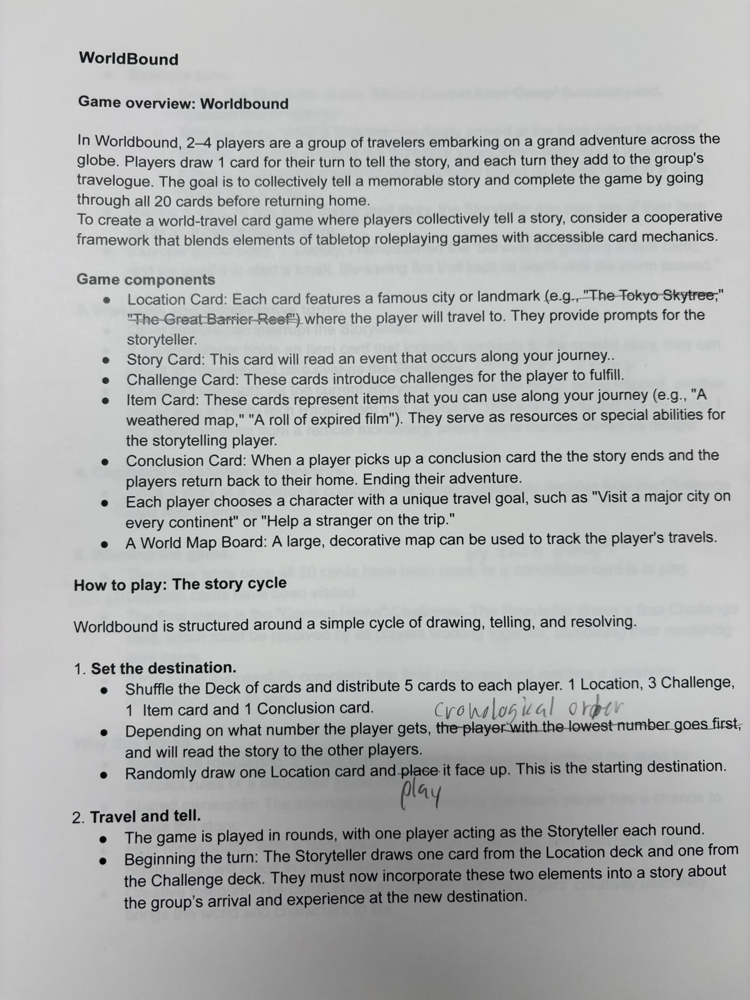 WorldBound
Game overview: Worldbound
In Worldbound, 2–4 players are a group of travelers embarking on a grand adventure across the
globe. Players draw 1 card for their turn to tell the story, and each turn they add to the group's
travelogue. The goal is to collectively tell a memorable story and complete the game by going
through all 20 cards before returning home.
To create a world-travel card game where players collectively tell a story, consider a cooperative
framework that blends elements of tabletop roleplaying games with accessible card mechanics.
Game components
● Location Card: Each card features a famous city or landmark (e.g., "The Tokyo Skytree,"
"The Great Barrier Reef") where the player will travel to. They provide prompts for the
storyteller.
● Story Card: This card will read an event that occurs along your journey..
● Challenge Card: These cards introduce challenges for the player to fulfill.
● Item Card: These cards represent items that you can use along your journey (e.g., "A
weathered map," "A roll of expired film"). They serve as resources or special abilities for
the storytelling player.
● Conclusion Card: When a player picks up a conclusion card the the story ends and the
players return back to their home. Ending their adventure.
● Each player chooses a character with a unique travel goal, such as "Visit a major city on
every continent" or "Help a stranger on the trip."
● A World Map Board: A large, decorative map can be used to track the player's travels.
How to play: The story cycle
Worldbound is structured around a simple cycle of drawing, telling, and resolving.
1. Set the destination.
● Shuffle the Deck of cards and distribute 5 cards to each player. 1 Location, 3 Challenge,
1 Item card and 1 Conclusion card.
cronological order
● Depending on what number the player gets, the player with the lowest number goes first,
and will read the story to the other players.
● Randomly draw one Location card and place it face up. This is the starting destination.
play
2. Travel and tell.
● The game is played in rounds, with one player acting as the Storyteller each round.
● Beginning the turn: The Storyteller draws one card from the Location deck and one from
the Challenge deck. They must now incorporate these two elements into a story about
the group's arrival and experience at the new destination.